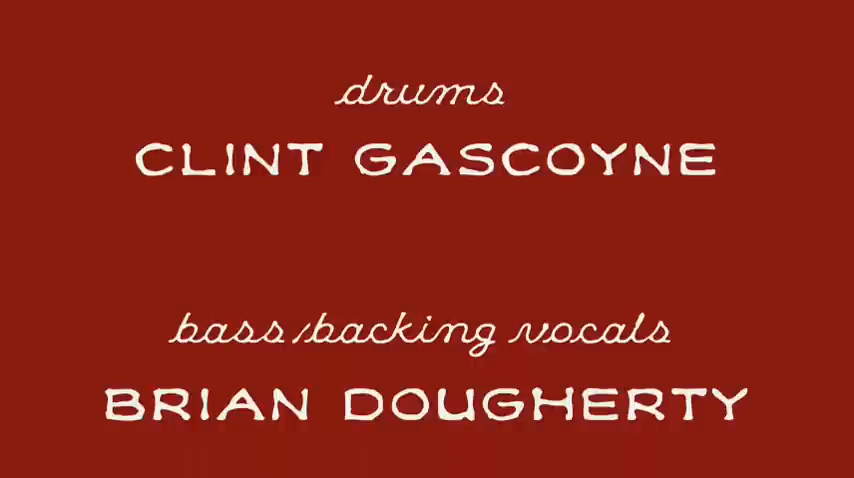 drums
CLINT GASCOYNE
bass/backing vocals
BRIAN DOUGHERTY